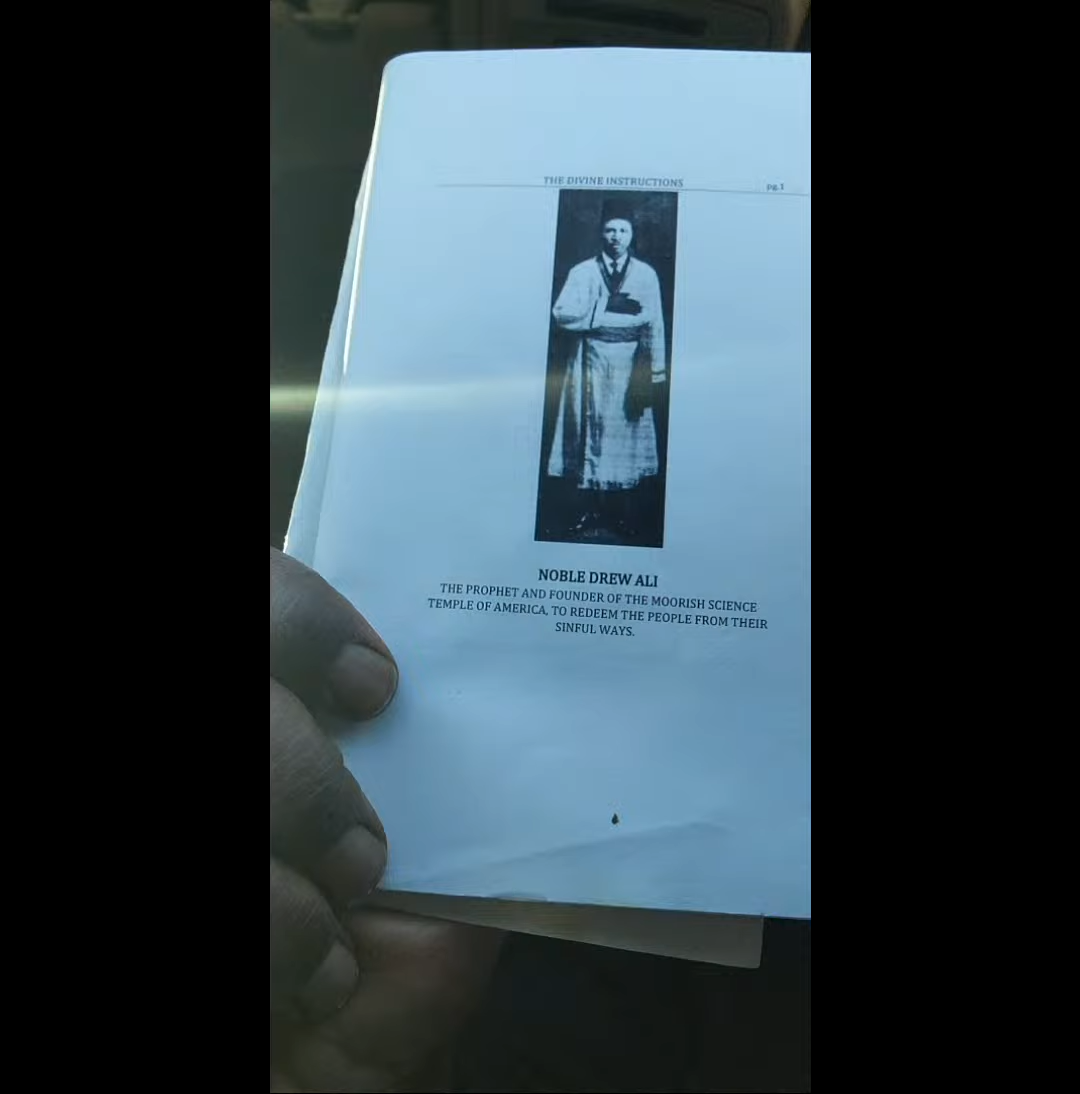 THE DIVINE INSTRUCTIONS pg.1
NOBLE DREW ALI
THE PROPHET AND FOUNDER OF THE MOORISH SCIENCE
TEMPLE OF AMERICA, TO REDEEM THE PEOPLE FROM THEIR
SINFUL WAYS.